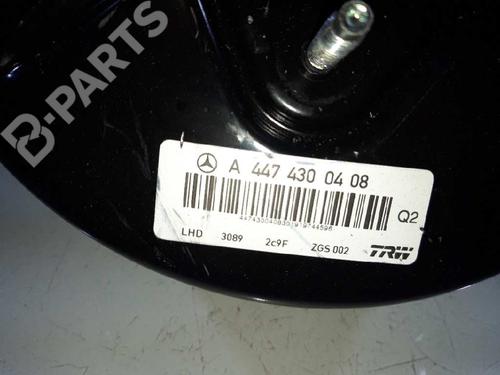 B-PARTS
A 447 430 04 08
Q2
LHD 3089 2c9F ZGS 002 TRW